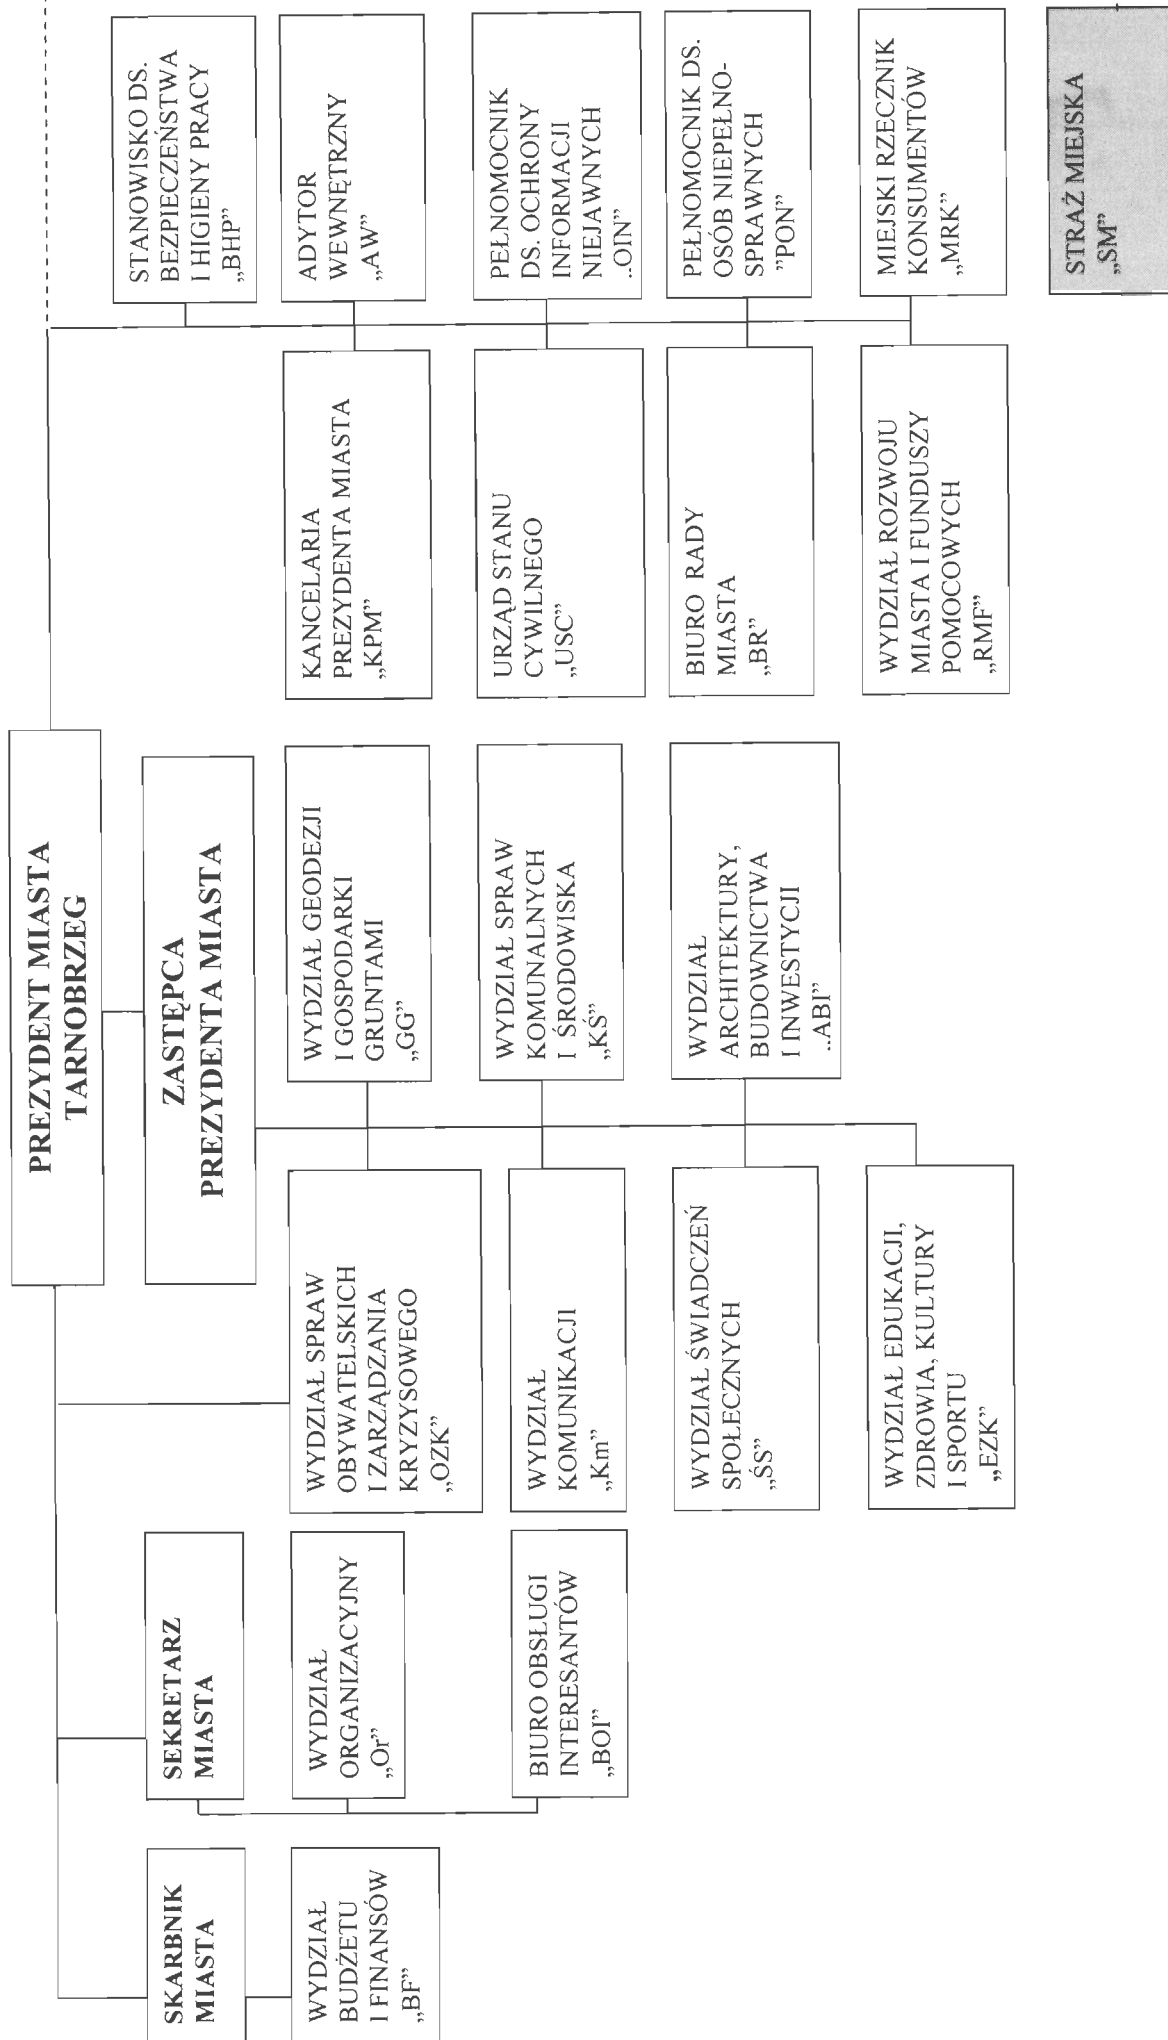 PREZYDENT MIASTA
TARNOBRZEG
ZASTĘPCA
PREZYDENTA MIASTA
SKARBNIK
MIASTA
WYDZIAŁ
BUDŻETU
I FINANSÓW
„BF”
SEKRETARZ
MIASTA
WYDZIAŁ
ORGANIZACYJNY
„Or”
BIURO OBSŁUGI
INTERESANTÓW
„BOI”
WYDZIAŁ SPRAW
OBYWATELSKICH
I ZARZĄDZANIA
KRYZYSOWEGO
„OZK”
WYDZIAŁ
KOMUNIKACJI
„Km”
WYDZIAŁ ŚWIADCZEŃ
SPOŁECZNYCH
„ŚS”
WYDZIAŁ EDUKACJI,
ZDROWIA, KULTURY
I SPORTU
„EZK”
WYDZIAŁ GEODEZJI
I GOSPODARKI
GRUNTAMI
„GG”
WYDZIAŁ SPRAW
KOMUNALNYCH
I ŚRODOWISKA
„KŚ”
WYDZIAŁ
ARCHITEKTURY,
BUDOWNICTWA
I INWESTYCJI
..ABI”
KANCELARIA
PREZYDENTA MIASTA
„KPM”
URZĄD STANU
CYWILNEGO
„USC”
BIURO RADY
MIASTA
„BR”
WYDZIAŁ ROZWOJU
MIASTA I FUNDUSZY
POMOCOWYCH
„RMF”
STANOWISKO DS.
BEZPIECZEŃSTWA
I HIGIENY PRACY
„BHP”
ADYTOR
WEWNĘTRZNY
„AW”
PEŁNOMOCNIK
DS. OCHRONY
INFORMACJI
NIEJAWNYCH
..OIN”
PEŁNOMOCNIK DS.
OSÓB NIEPEŁNO-
SPRAWNYCH
”PON”
MIEJSKI RZECZNIK
KONSUMENTÓW
„MRK”
STRAŻ MIEJSKA
„SM”